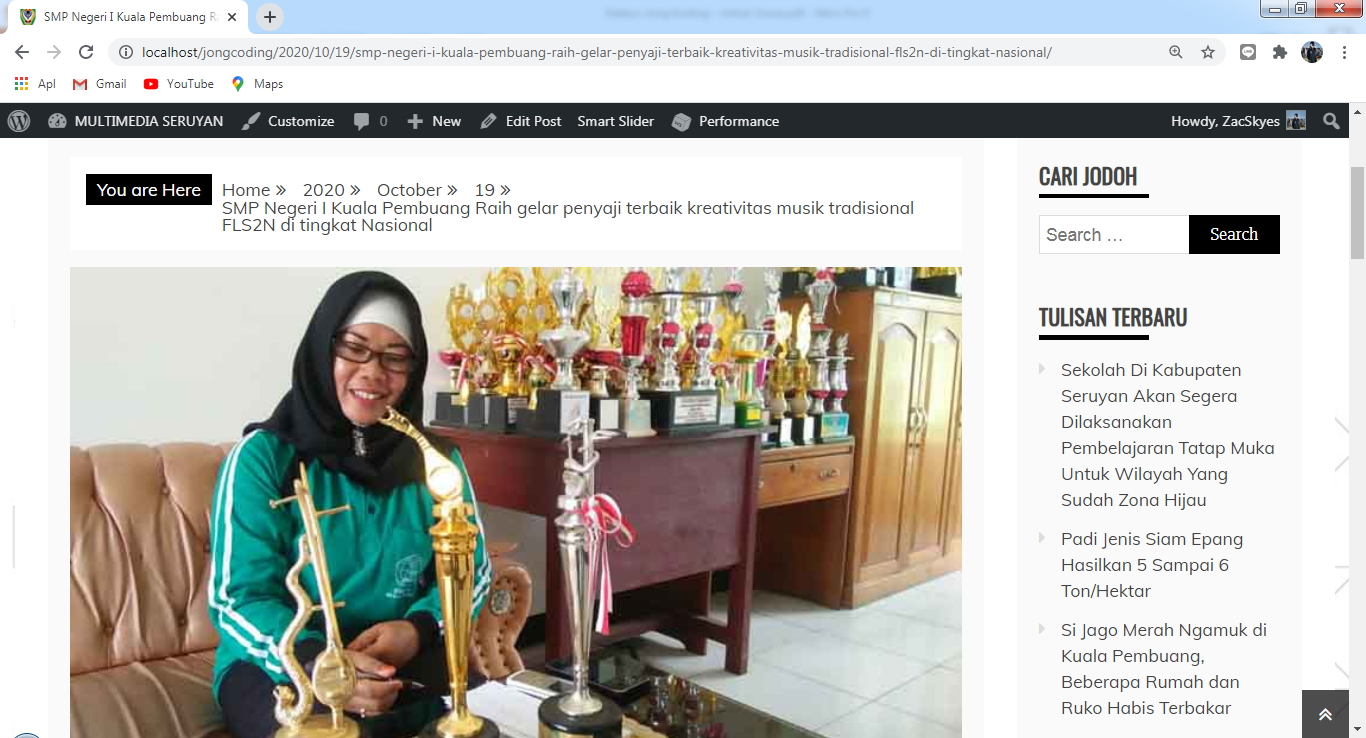 SMP Negeri I Kuala Pembuang R
localhost/jongcoding/2020/10/19/smp-negeri-i-kuala-pembuang-raih-gelar-penyaji-terbaik-kreativitas-musik-tradisional-fls2n-di-tingkat-nasional/
Apl Gmail YouTube Maps
MULTIMEDIA SERUYAN Customize 0 New Edit Post Smart Slider Performance Howdy, ZacSkyes
You are Here Home » 2020 » October » 19 »
SMP Negeri I Kuala Pembuang Raih gelar penyaji terbaik kreativitas musik tradisional
FLS2N di tingkat Nasional
CARI JODOH
Search … Search
TULISAN TERBARU
Sekolah Di Kabupaten
Seruyan Akan Segera
Dilaksanakan
Pembelajaran Tatap Muka
Untuk Wilayah Yang
Sudah Zona Hijau
Padi Jenis Siam Epang
Hasilkan 5 Sampai 6
Ton/Hektar
Si Jago Merah Ngamuk di
Kuala Pembuang,
Beberapa Rumah dan
Ruko Habis Terbakar